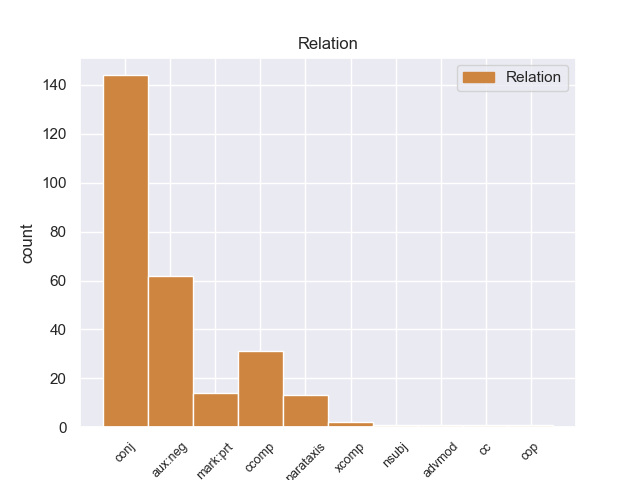 Relation
Relation
140
120
100
80
60
40
20
0
count
conj
aux:neg
mark:prt
ccomp
parataxis
xcomp
nsubj
advmod
cc
cop